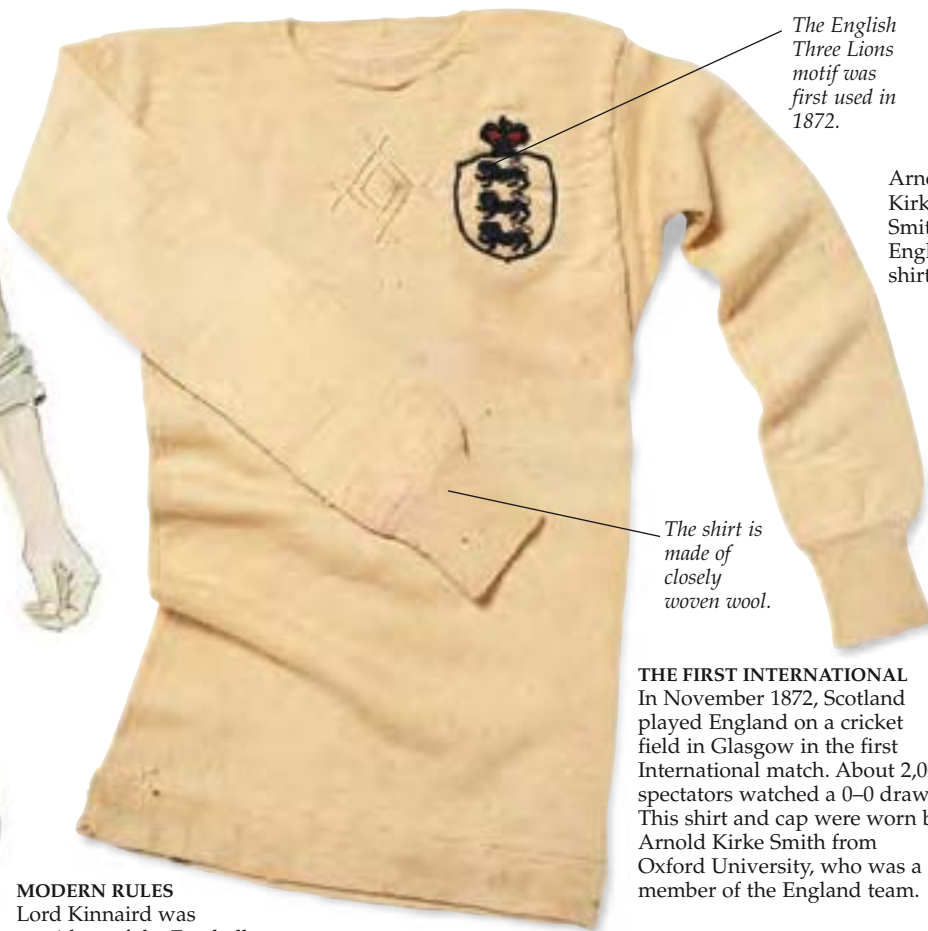 The English
Three Lions
motif was
first used in
1872.
Kirk
Smit
Engl
shirt
The shirt is
made of
closely
woven wool.
THE FIRST INTERNATIONAL
In November 1872, Scotland
played England on a cricket
field in Glasgow in the first
International match. About 2,0
spectators watched a 0–0 draw
This shirt and cap were worn b
Arnold Kirke Smith from
Oxford University, who was a
member of the England team.
MODERN RULES
Lord Kinnaird was